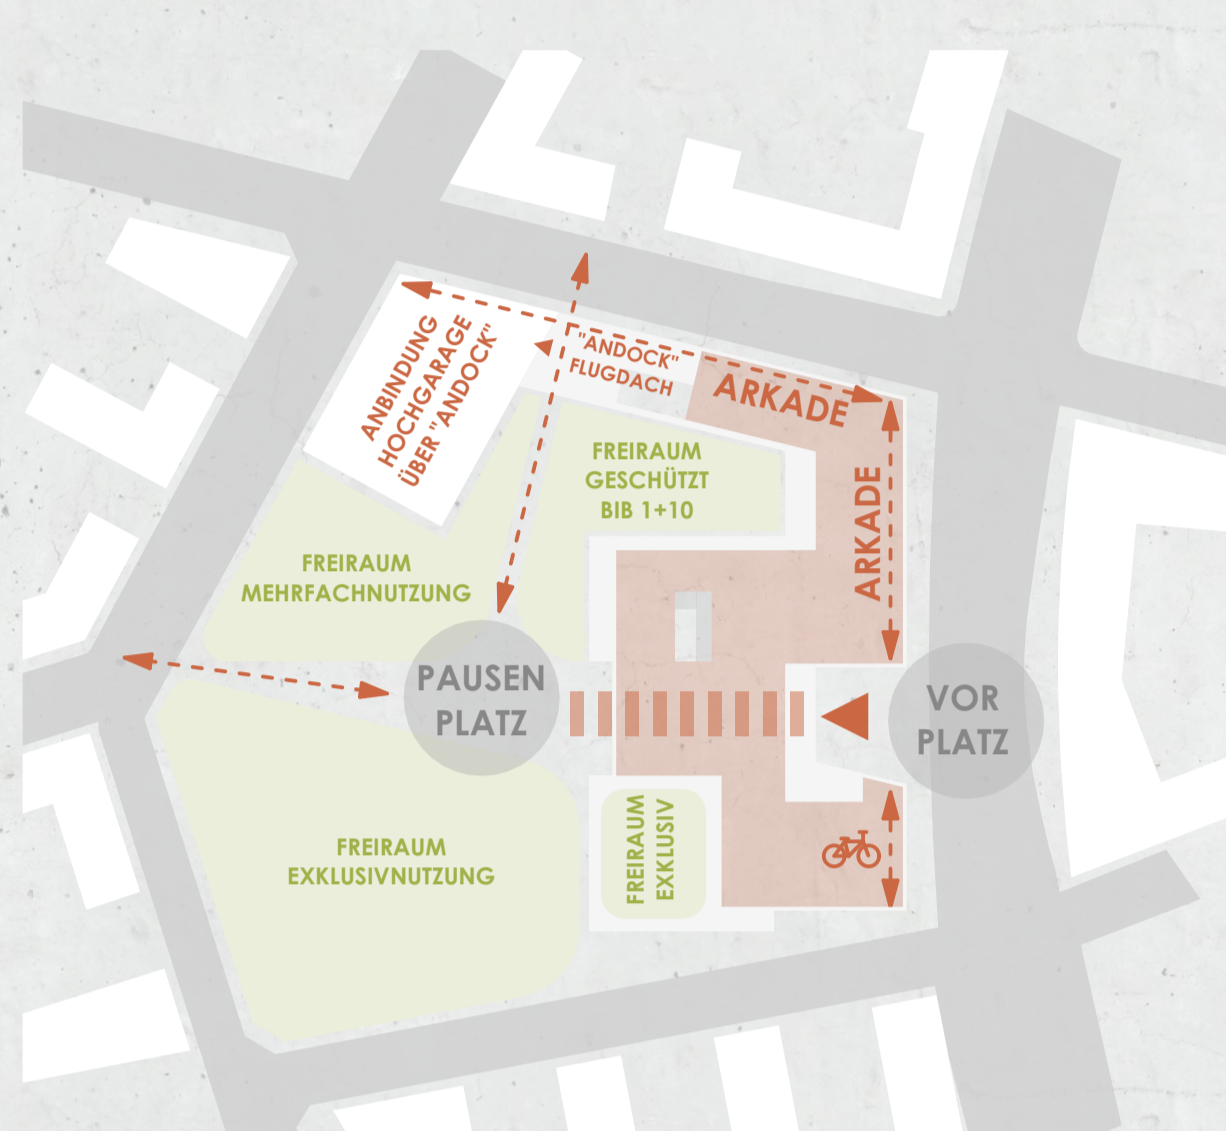 ANBINDUNG
HOCHGARAGE
ÜBER "ANDOCK"
"ANDOCK"
FLUGDACH
ARKADE
ARKADE
FREIRAUM
GESCHÜTZT
BIB 1+10
FREIRAUM
MEHRFACHNUTZUNG
PAUSEN
PLATZ
VOR
PLATZ
FREIRAUM
EXKLUSIVNUTZUNG
FREIRAUM
EXKLUSIV